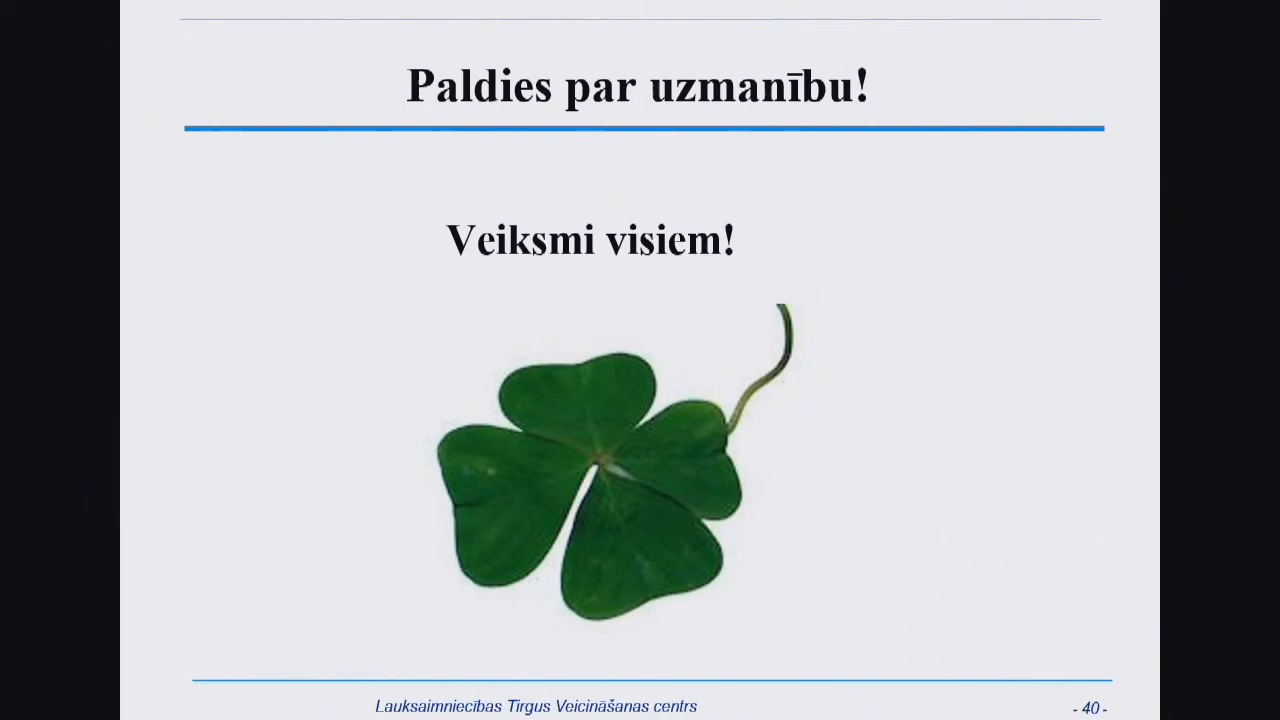 Paldies par uzmanību!
Veiksmi visiem!
Lauksaimniecības Tirgus Veicināšanas centrs
- 40 -